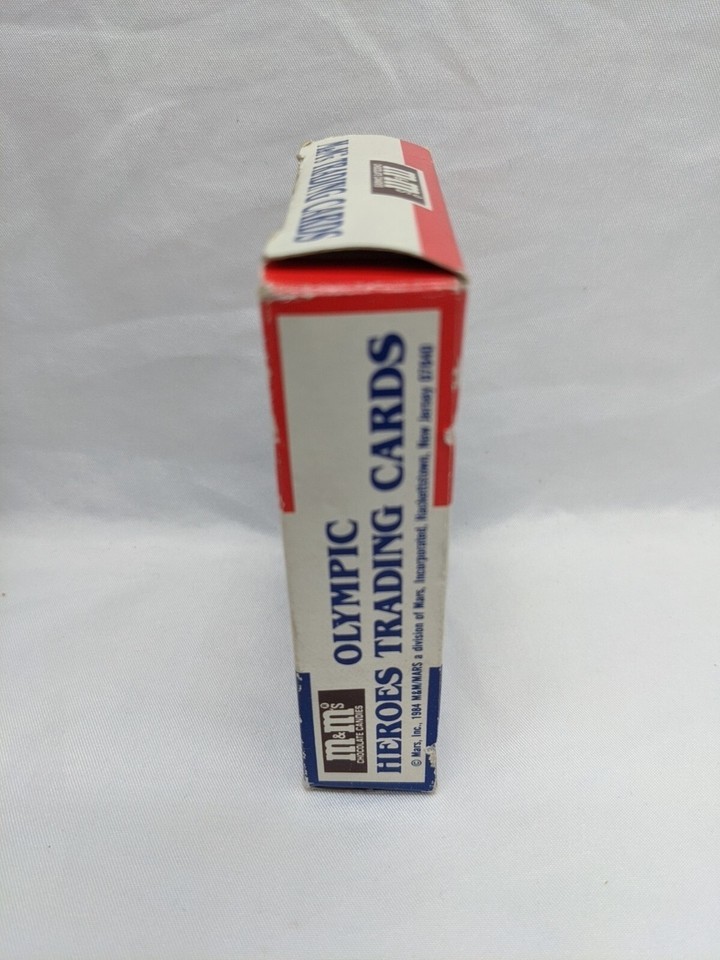 M&M'S TRADING CARDS
m&m's
OLYMPIC
HEROES TRADING CARDS
m&m's®
CHOCOLATE CANDIES
© Mars, Inc., 1984 M&M/MARS a division of Mars, Incorporated, Hackettstown, New Jersey 07840